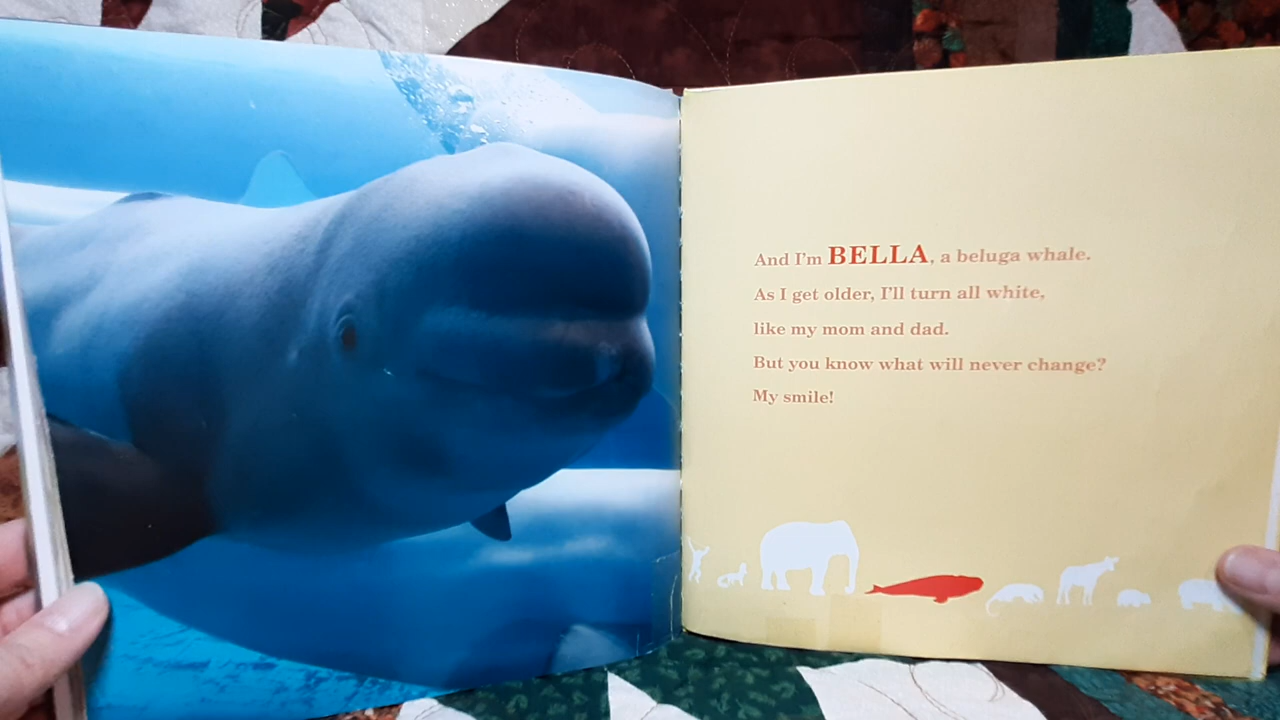 And I'm BELLA, a beluga whale.
As I get older, I'll turn all white,
like my mom and dad.
But you know what will never change?
My smile!